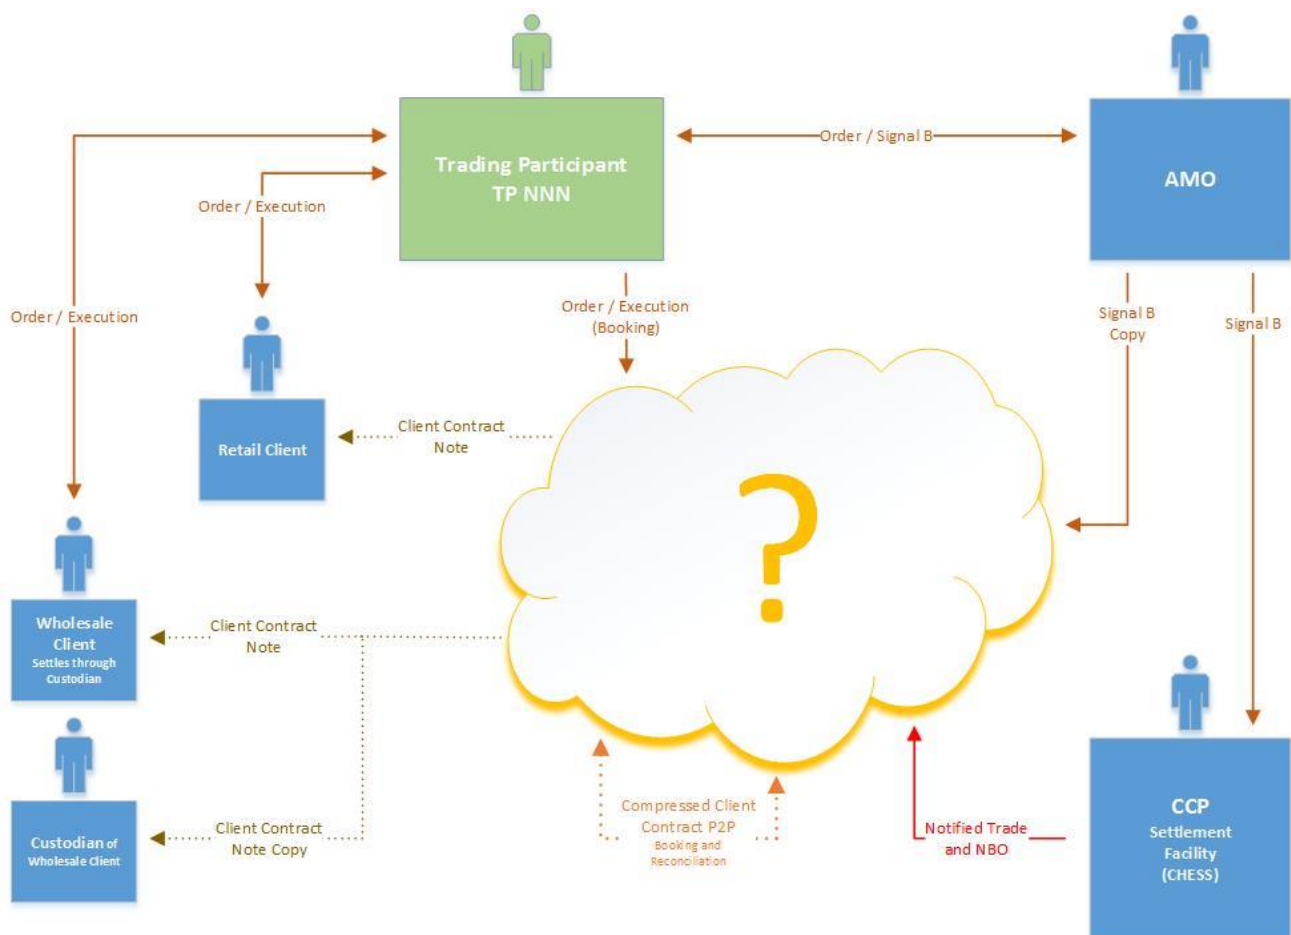 Trading Participant
TP NNN
Order / Signal B
AMO
Order / Execution
Order / Execution
Order / Execution
(Booking)
Signal B
Copy
Signal B
Retail Client
Client Contract
Note
?
Wholesale
Client
Settles through
Custodian
Client Contract
Note
Custodian of
Wholesale Client
Client Contract
Note Copy
Compressed Client
Contract P2P
Booking and
Reconciliation
Notified Trade
and NBO
CCP
Settlement
Facility
(CHESS)